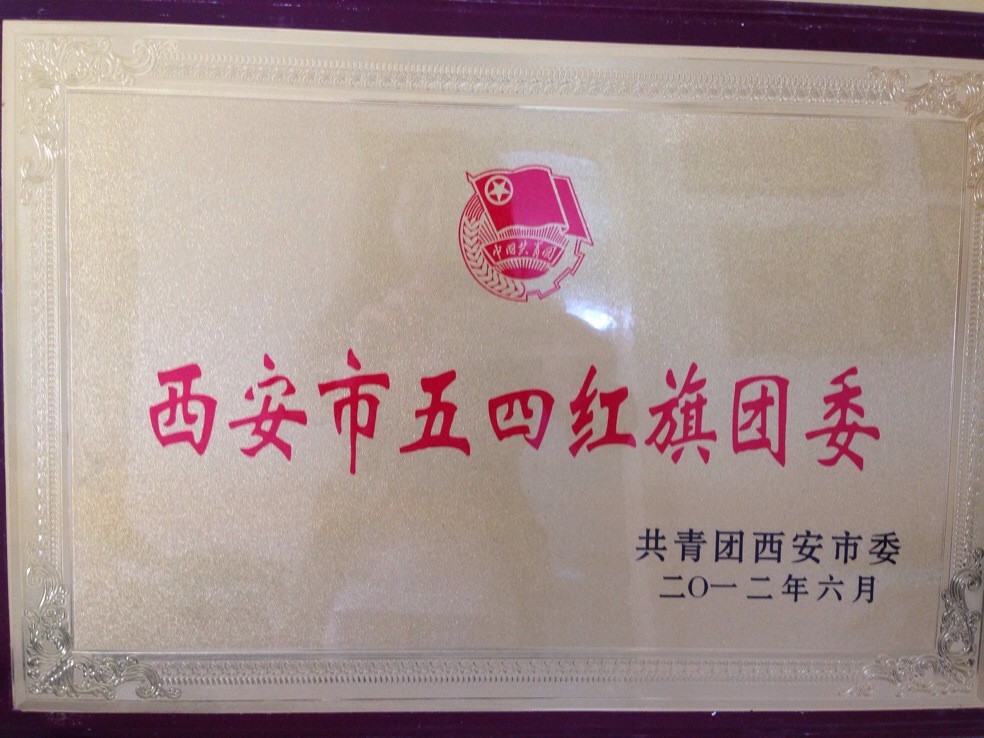 中国共青团
西安市五四红旗团委
共青团西安市委
二〇一二年六月